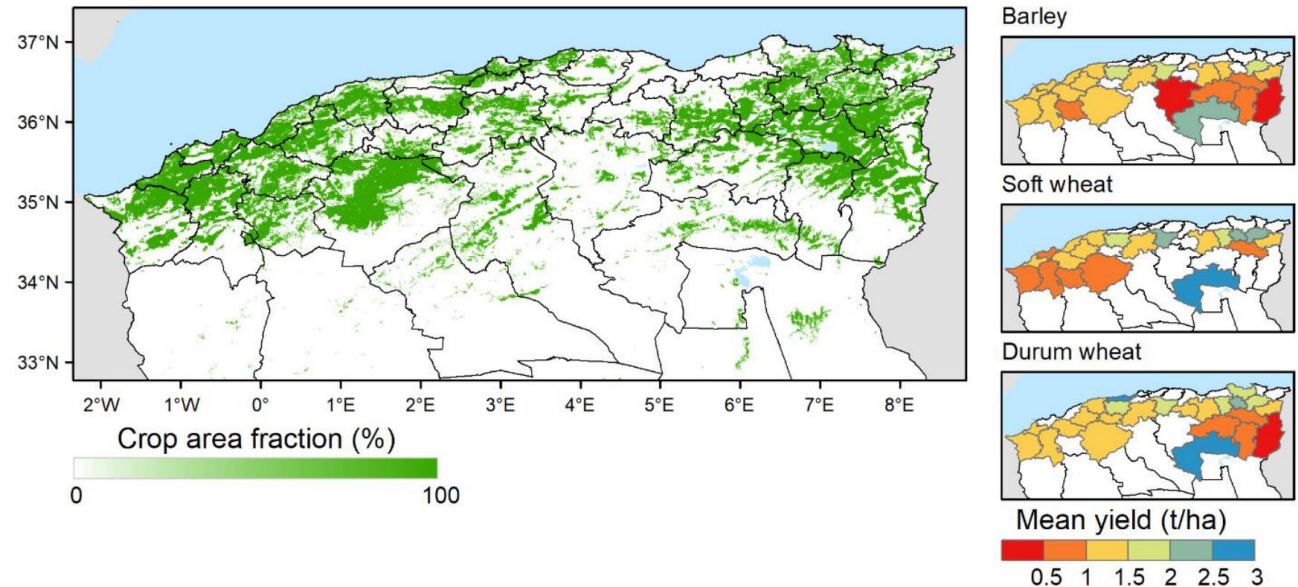 37°N
36°N
35°N
34°N
33°N
2°W 1°W 0° 1°E 2°E 3°E 4°E 5°E 6°E 7°E 8°E
Crop area fraction (%)
0 100
Barley
Soft wheat
Durum wheat
Mean yield (t/ha)
0.5 1 1.5 2 2.5 3